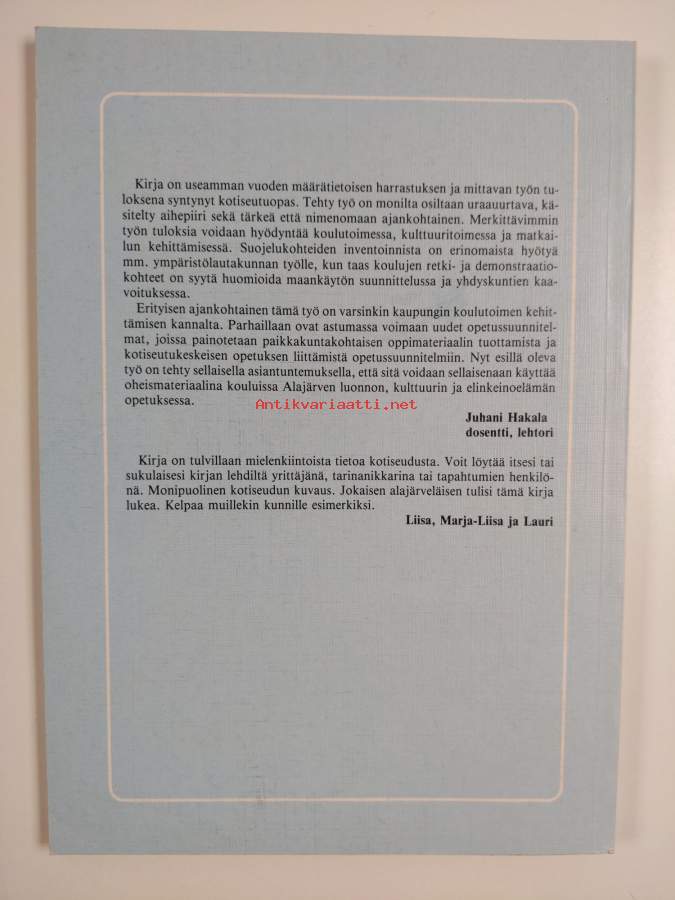 Kirja on useamman vuoden määrätietoisen harrastuksen ja mittavan työn tu-
loksena syntynyt kotiseutuopas. Tehty työ on monilta osiltaan uraauurtava, kä-
sitelty aihepiiri sekä tärkeä että nimenomaan ajankohtainen. Merkittävimmin
työn tuloksia voidaan hyödyntää koulutoimessa, kulttuuritoimessa ja matkai-
lun kehittämisessä. Suojelukohteiden inventoinnista on erinomaista hyötyä
mm. ympäristölautakunnan työlle, kun taas koulujen retki- ja demonstraatio-
kohteet on syytä huomioida maankäytön suunnittelussa ja yhdyskuntien kaa-
voituksessa.
Erityisen ajankohtainen tämä työ on varsinkin kaupungin koulutoimen kehit-
tämisen kannalta. Parhaillaan ovat astumassa voimaan uudet opetussuunnitel-
mat, joissa painotetaan paikkakuntakohtaisen oppimateriaalin tuottamista ja
kotiseutukeskeisen opetuksen liittämistä opetussuunnitelmiin. Nyt esillä oleva
työ on tehty sellaisella asiantuntemuksella, että sitä voidaan sellaisenaan käyttää
oheismateriaalina kouluissa Alajärven luonnon, kulttuurin ja elinkeinoelämän
opetuksessa.
Antikvariaatti.net
Juhani Hakala
dosentti, lehtori
Kirja on tulvillaan mielenkiintoista tietoa kotiseudusta. Voit löytää itsesi tai
sukulaisesi kirjan lehdiltä yrittäjänä, tarinanikkarina tai tapahtumien henkilö-
nä. Monipuolinen kotiseudun kuvaus. Jokaisen alajärveläisen tulisi tämä kirja
lukea. Kelpaa muillekin kunnille esimerkiksi.
Liisa, Marja-Liisa ja Lauri